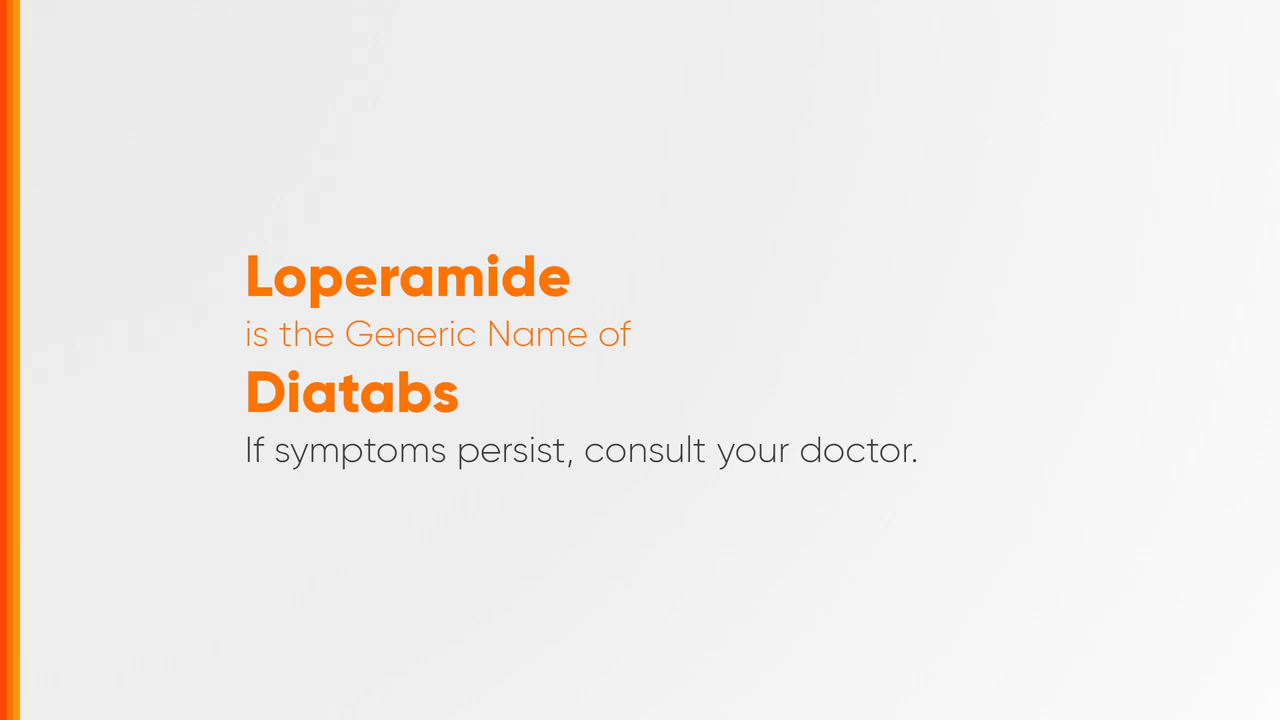 Loperamide
is the Generic Name of
Diatabs
If symptoms persist, consult your doctor.